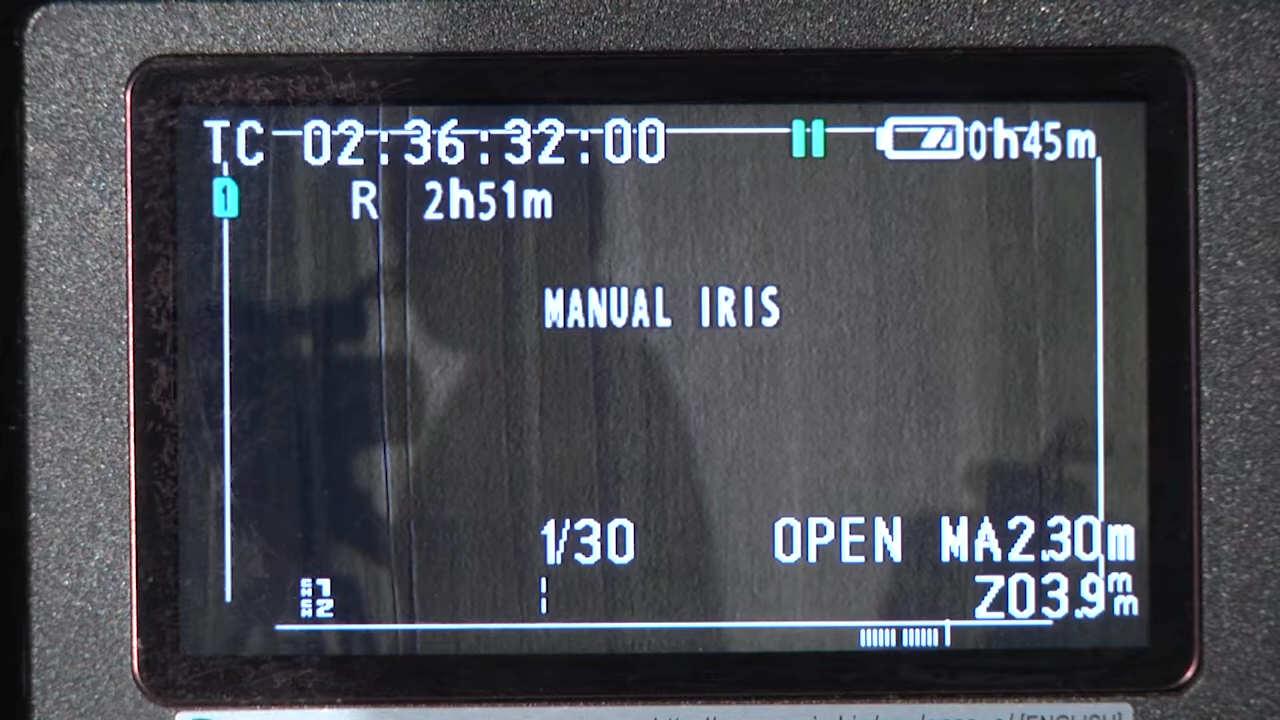 TC 02:36:32:00 0h45m
1 R 2h51m
MANUAL IRIS
1/30 OPEN MA2.30m
Z03.9mm